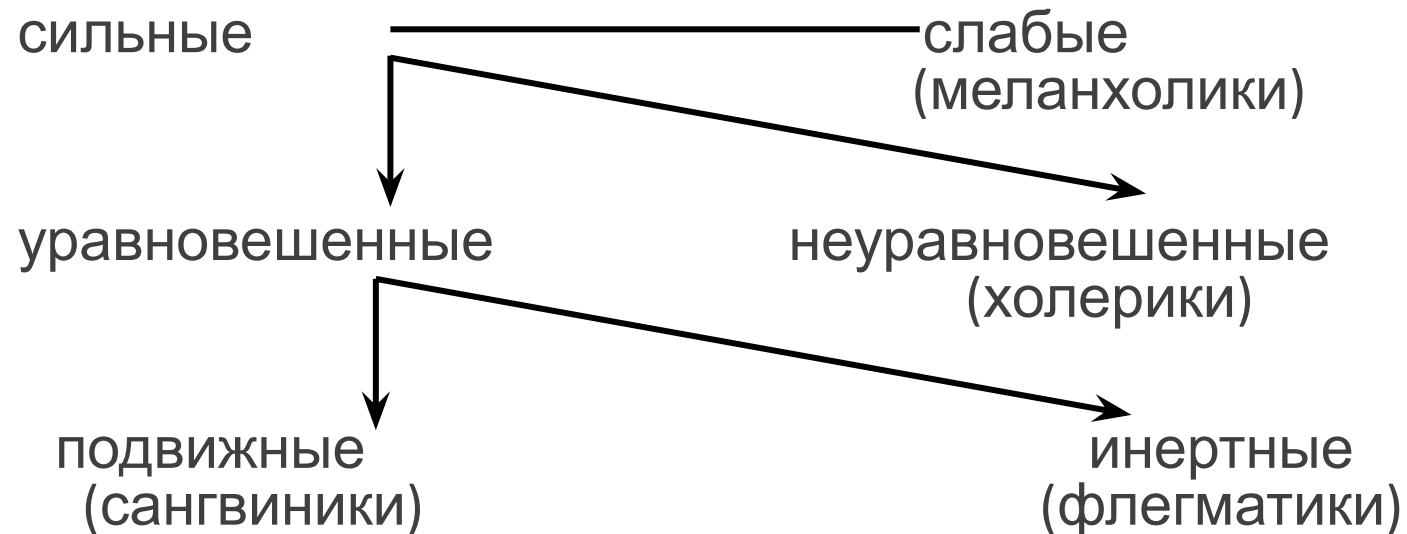 сильные слабые
(меланхолики)
уравновешенные неуравновешенные
(холерики)
подвижные инертные
(сангвиники) (флегматики)